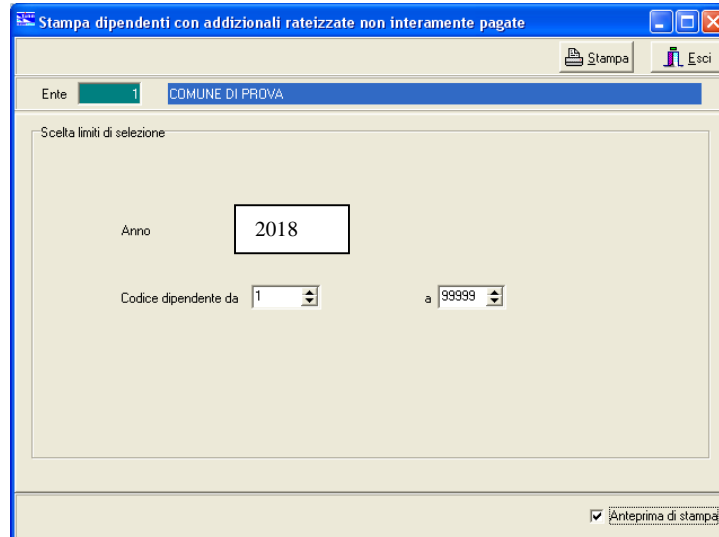 Stampa dipendenti con addizionali rateizzate non interamente pagate
Stampa Esci
Ente 1 COMUNE DI PROVA
Scelta limiti di selezione
Anno 2018
Codice dipendente da 1 a 99999
Anteprima di stampa